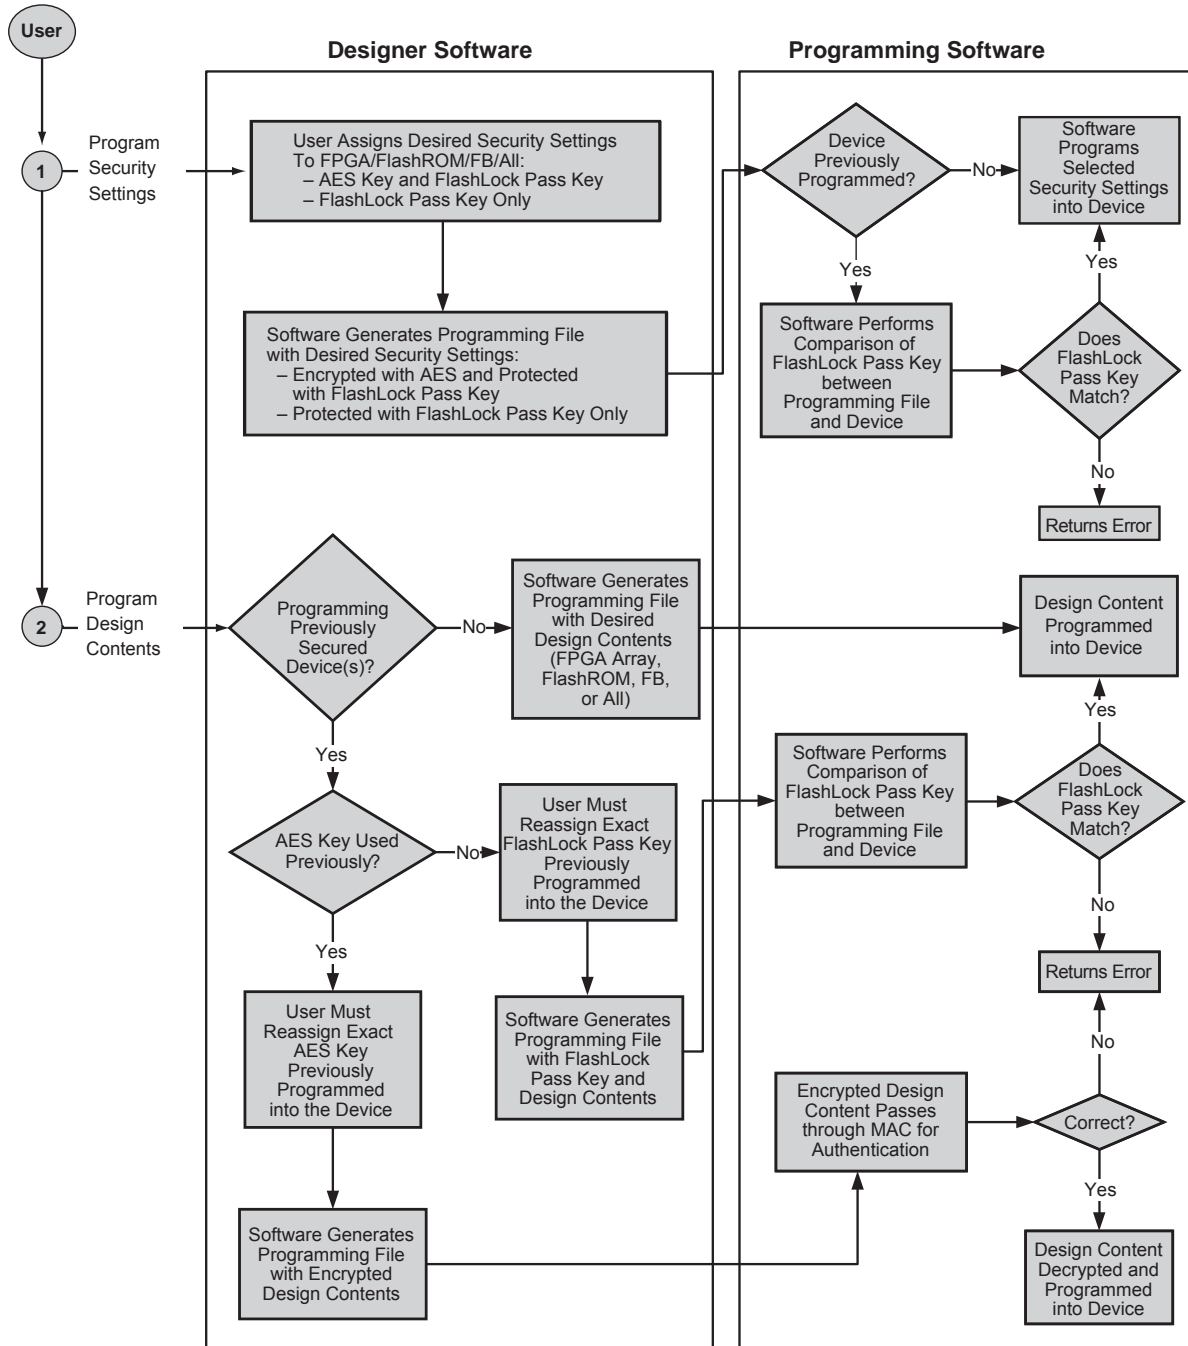 User
Designer Software
Programming Software
1
Program
Security
Settings
User Assigns Desired Security Settings
To FPGA/FlashROM/FB/All:
– AES Key and FlashLock Pass Key
– FlashLock Pass Key Only
Software Generates Programming File
with Desired Security Settings:
– Encrypted with AES and Protected
with FlashLock Pass Key
– Protected with FlashLock Pass Key Only
Device
Previously
Programmed?
No
Software
Programs
Selected
Security Settings
into Device
Yes
Yes
Software Performs
Comparison of
FlashLock Pass Key
between
Programming File
and Device
Does
FlashLock
Pass Key
Match?
No
Returns Error
2
Program
Design
Contents
Programming
Previously
Secured
Device(s)?
No
Software Generates
Programming File
with Desired
Design Contents
(FPGA Array,
FlashROM, FB,
or All)
Design Content
Programmed
into Device
Yes
Yes
AES Key Used
Previously?
No
User Must
Reassign Exact
FlashLock Pass Key
Previously
Programmed
into the Device
Software Performs
Comparison of
FlashLock Pass Key
between
Programming File
and Device
Does
FlashLock
Pass Key
Match?
No
Returns Error
Yes
User Must
Reassign Exact
AES Key
Previously
Programmed
into the Device
Software Generates
Programming File
with FlashLock
Pass Key and
Design Contents
No
Encrypted Design
Content Passes
through MAC for
Authentication
Correct?
Yes
Software Generates
Programming File
with Encrypted
Design Contents
Design Content
Decrypted and
Programmed
into Device